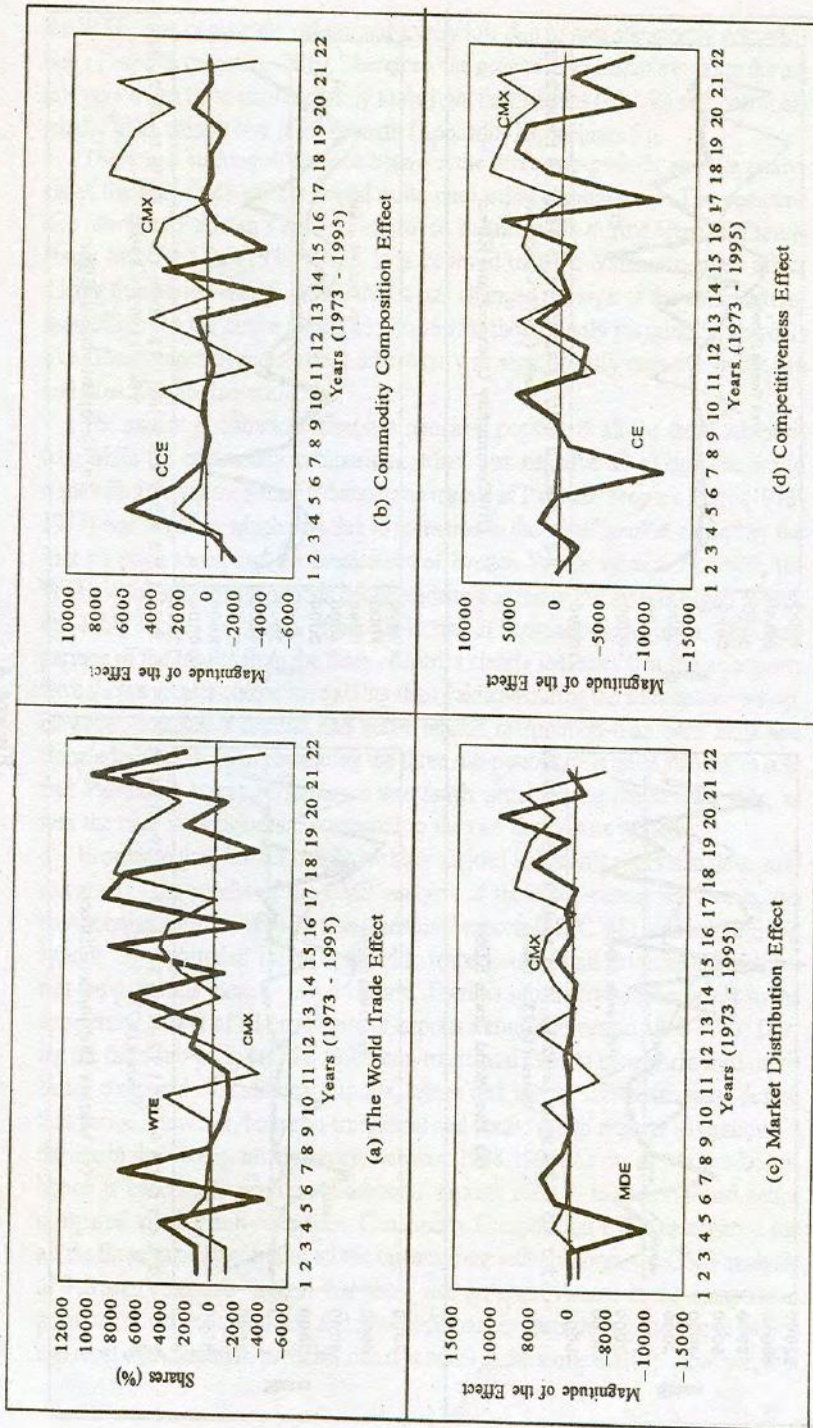 12000
10000
8000
6000
4000
2000
0
−2000
−4000
−6000
Shares (%)
WTE
CMX
1 2 3 4 5 6 7 8 9 10 11 12 13 14 15 16 17 18 19 20 21 22
Years (1973 - 1995)
(a) The World Trade Effect
10000
8000
6000
4000
2000
0
−2000
−4000
−6000
Magnitude of the Effect
CCE
CMX
1 2 3 4 5 6 7 8 9 10 11 12 13 14 15 16 17 18 19 20 21 22
Years (1973 - 1995)
(b) Commodity Composition Effect
15000
10000
8000
0
−8000
−10000
−15000
Magnitude of the Effect
MDE
CMX
1 2 3 4 5 6 7 8 9 10 11 12 13 14 15 16 17 18 19 20 21 22
Years (1973 - 1995)
(c) Market Distribution Effect
10000
5000
0
−5000
−10000
−15000
Magnitude of the Effect
CE
CMX
1 2 3 4 5 6 7 8 9 10 11 12 13 14 15 16 17 18 19 20 21 22
Years (1973 - 1995)
(d) Competitiveness Effect